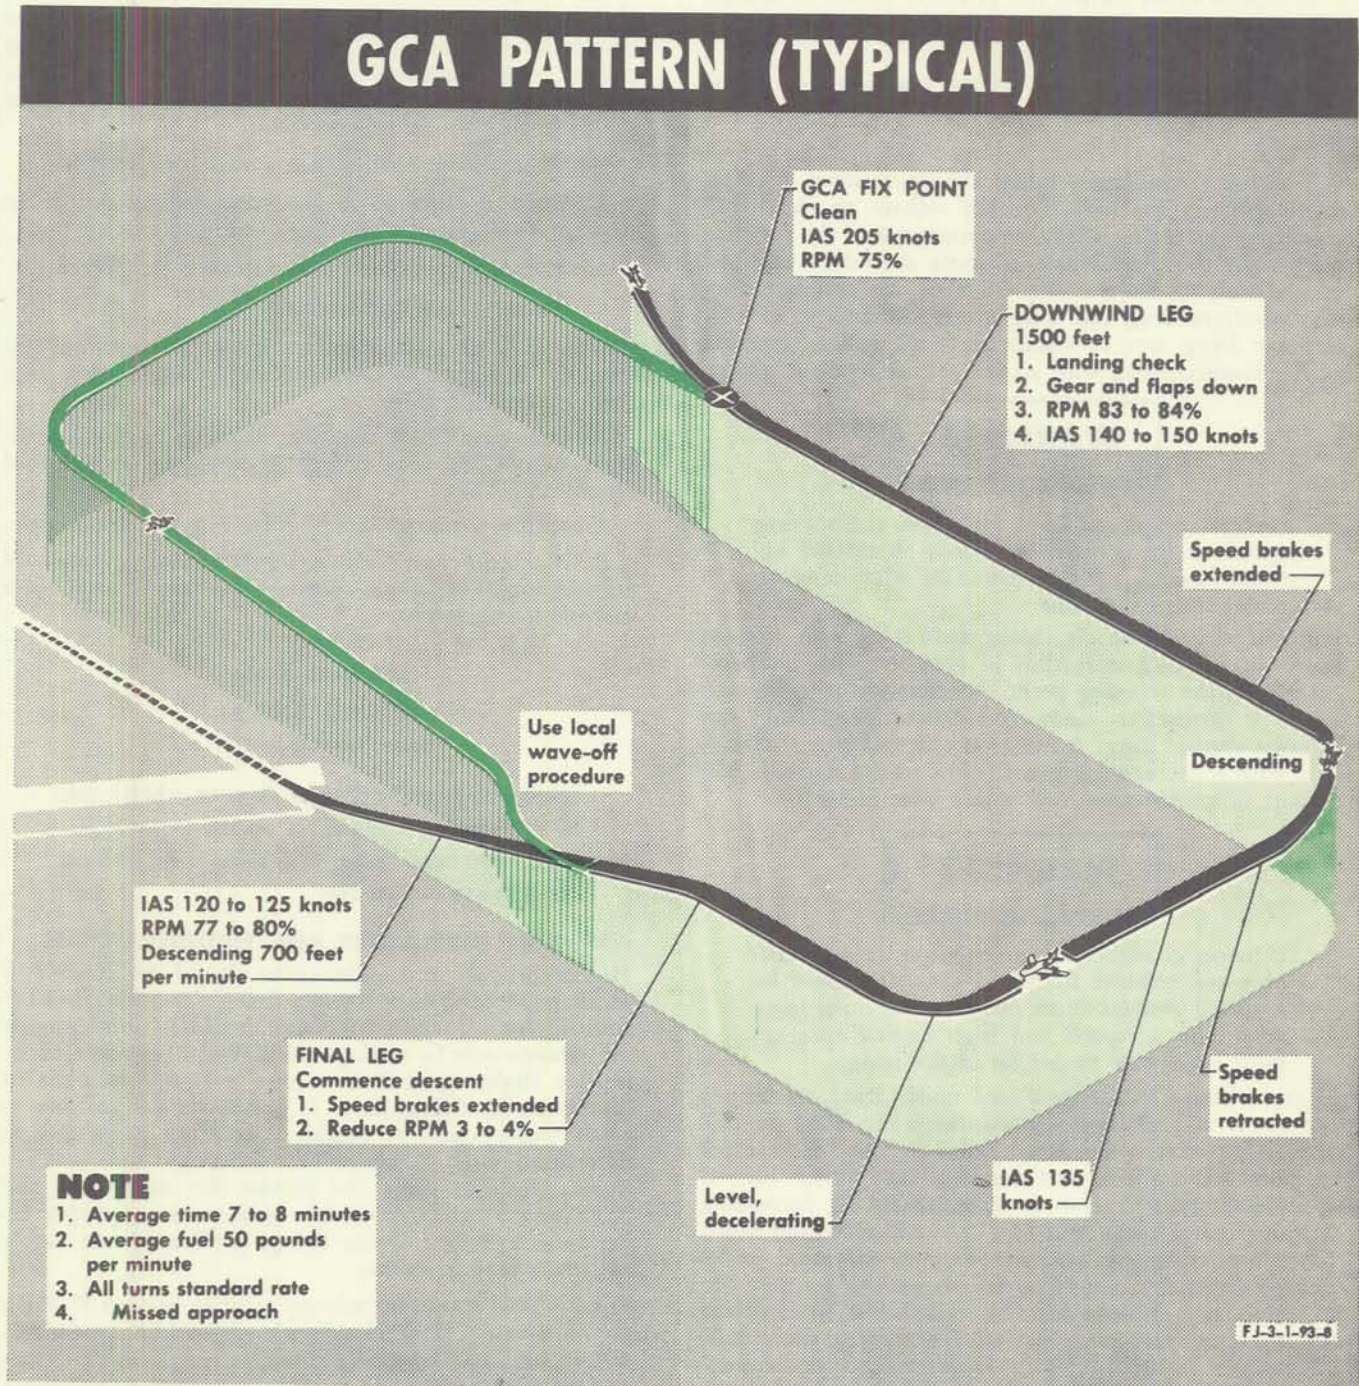 GCA PATTERN (TYPICAL)
GCA FIX POINT
Clean
IAS 205 knots
RPM 75%
DOWNWIND LEG
1500 feet
1. Landing check
2. Gear and flaps down
3. RPM 83 to 84%
4. IAS 140 to 150 knots
Speed brakes
extended
Descending
Use local
wave-off
procedure
IAS 120 to 125 knots
RPM 77 to 80%
Descending 700 feet
per minute
FINAL LEG
Commence descent
1. Speed brakes extended
2. Reduce RPM 3 to 4%
Speed
brakes
retracted
IAS 135
knots
Level,
decelerating
NOTE
1. Average time 7 to 8 minutes
2. Average fuel 50 pounds
per minute
3. All turns standard rate
4. Missed approach
FJ-3-1-93-8